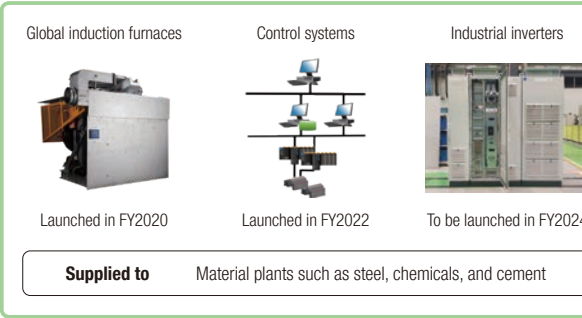 Global induction furnaces
Control systems
Industrial inverters
Launched in FY2020
Launched in FY2022
To be launched in FY2024
Supplied to Material plants such as steel, chemicals, and cement